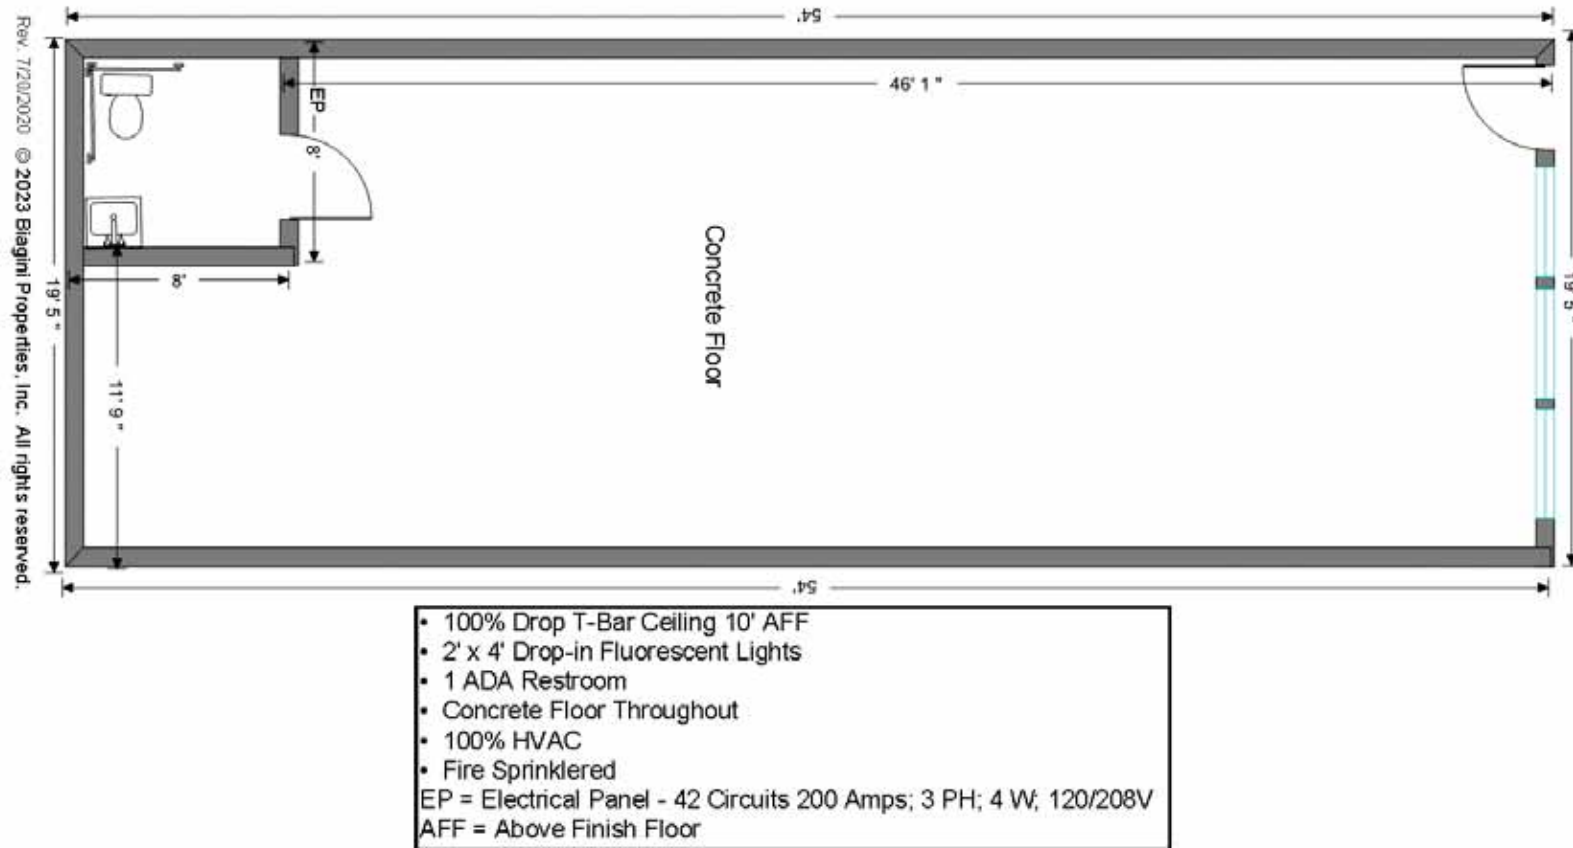 54'
46' 1 "
EP
8'
Concrete Floor
8'
19' 5 "
19' 5 "
11' 9 "
54'
Rev. 7/20/2020 © 2023 Biagini Properties, Inc. All rights reserved.
• 100% Drop T-Bar Ceiling 10' AFF
• 2' x 4' Drop-in Fluorescent Lights
• 1 ADA Restroom
• Concrete Floor Throughout
• 100% HVAC
• Fire Sprinklered
EP = Electrical Panel - 42 Circuits 200 Amps; 3 PH; 4 W; 120/208V
AFF = Above Finish Floor